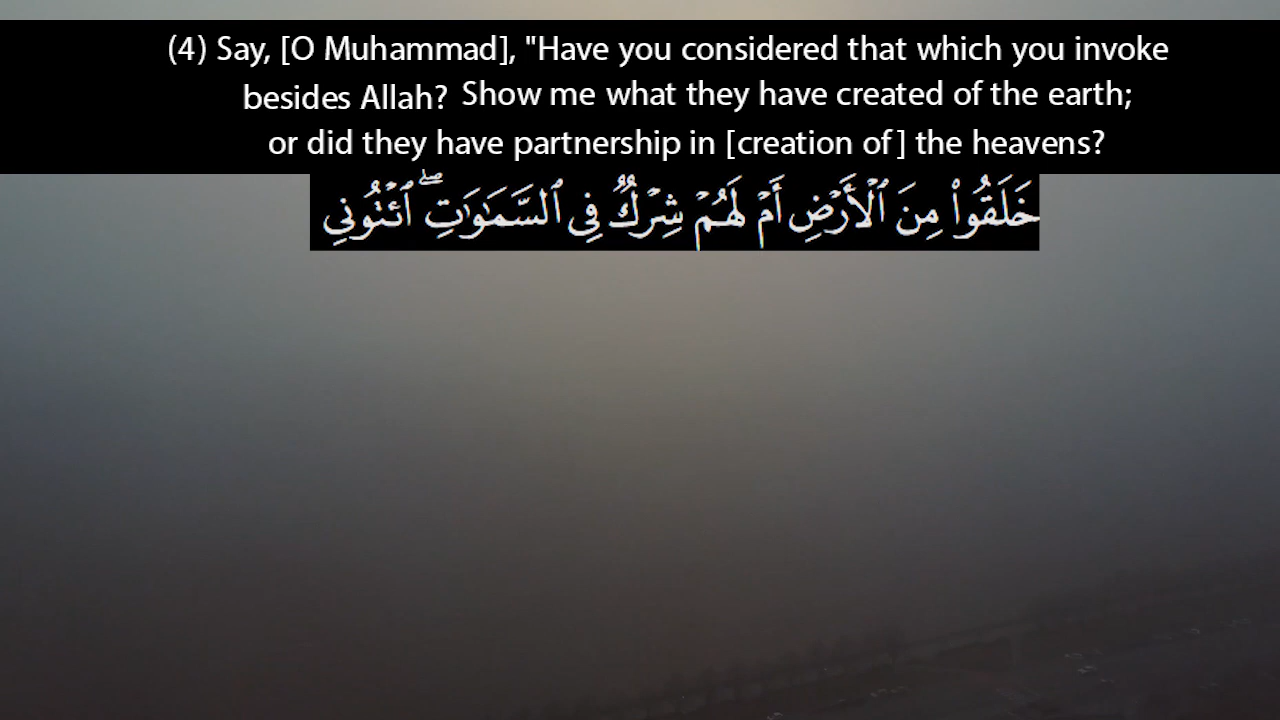 (4) Say, [O Muhammad], "Have you considered that which you invoke
besides Allah? Show me what they have created of the earth;
or did they have partnership in [creation of] the heavens?
خَلَقُوا۟ مِنَ ٱلْأَرْضِ أَمْ لَهُمْ شِرْكٌ فِى ٱلسَّمَـٰوَٰتِ ۖ ٱئْتُونِى